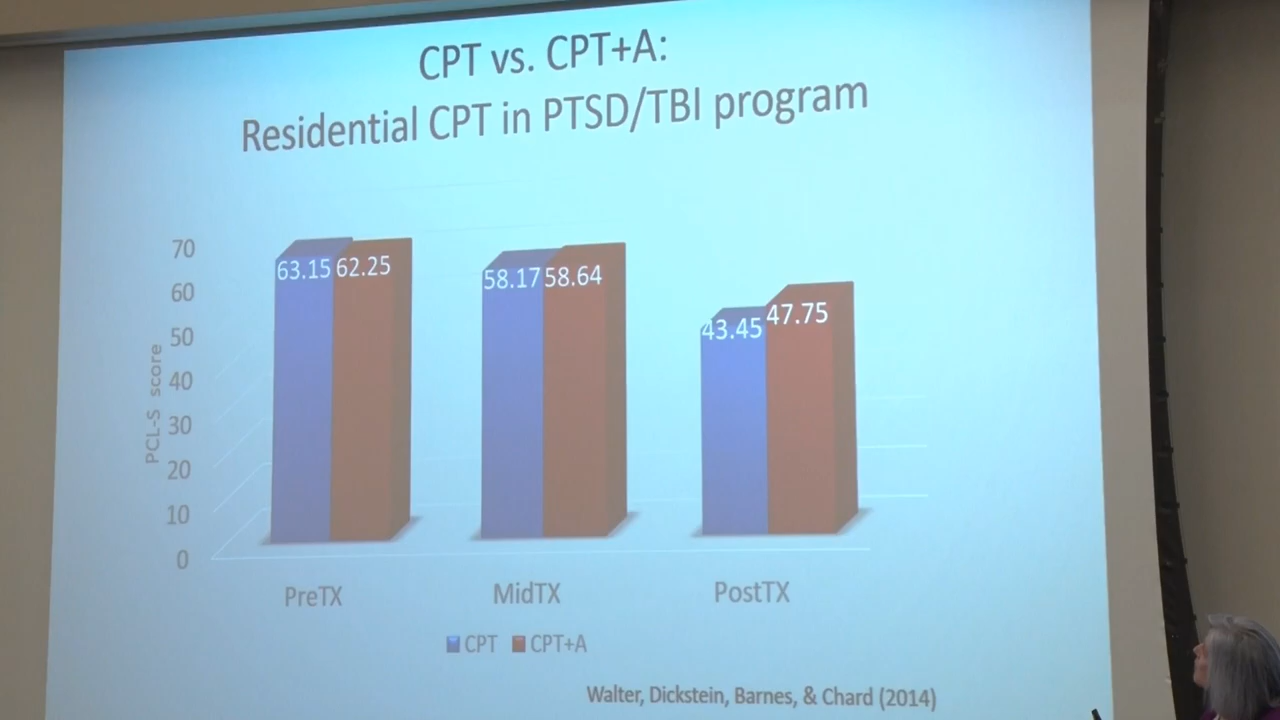 CPT vs. CPT+A:
Residential CPT in PTSD/TBI program
PCL-S score
70
60
50
40
30
20
10
0
63.15 62.25
58.17 58.64
43.45 47.75
PreTX MidTX PostTX
CPT CPT+A
Walter, Dickstein, Barnes, & Chard (2014)